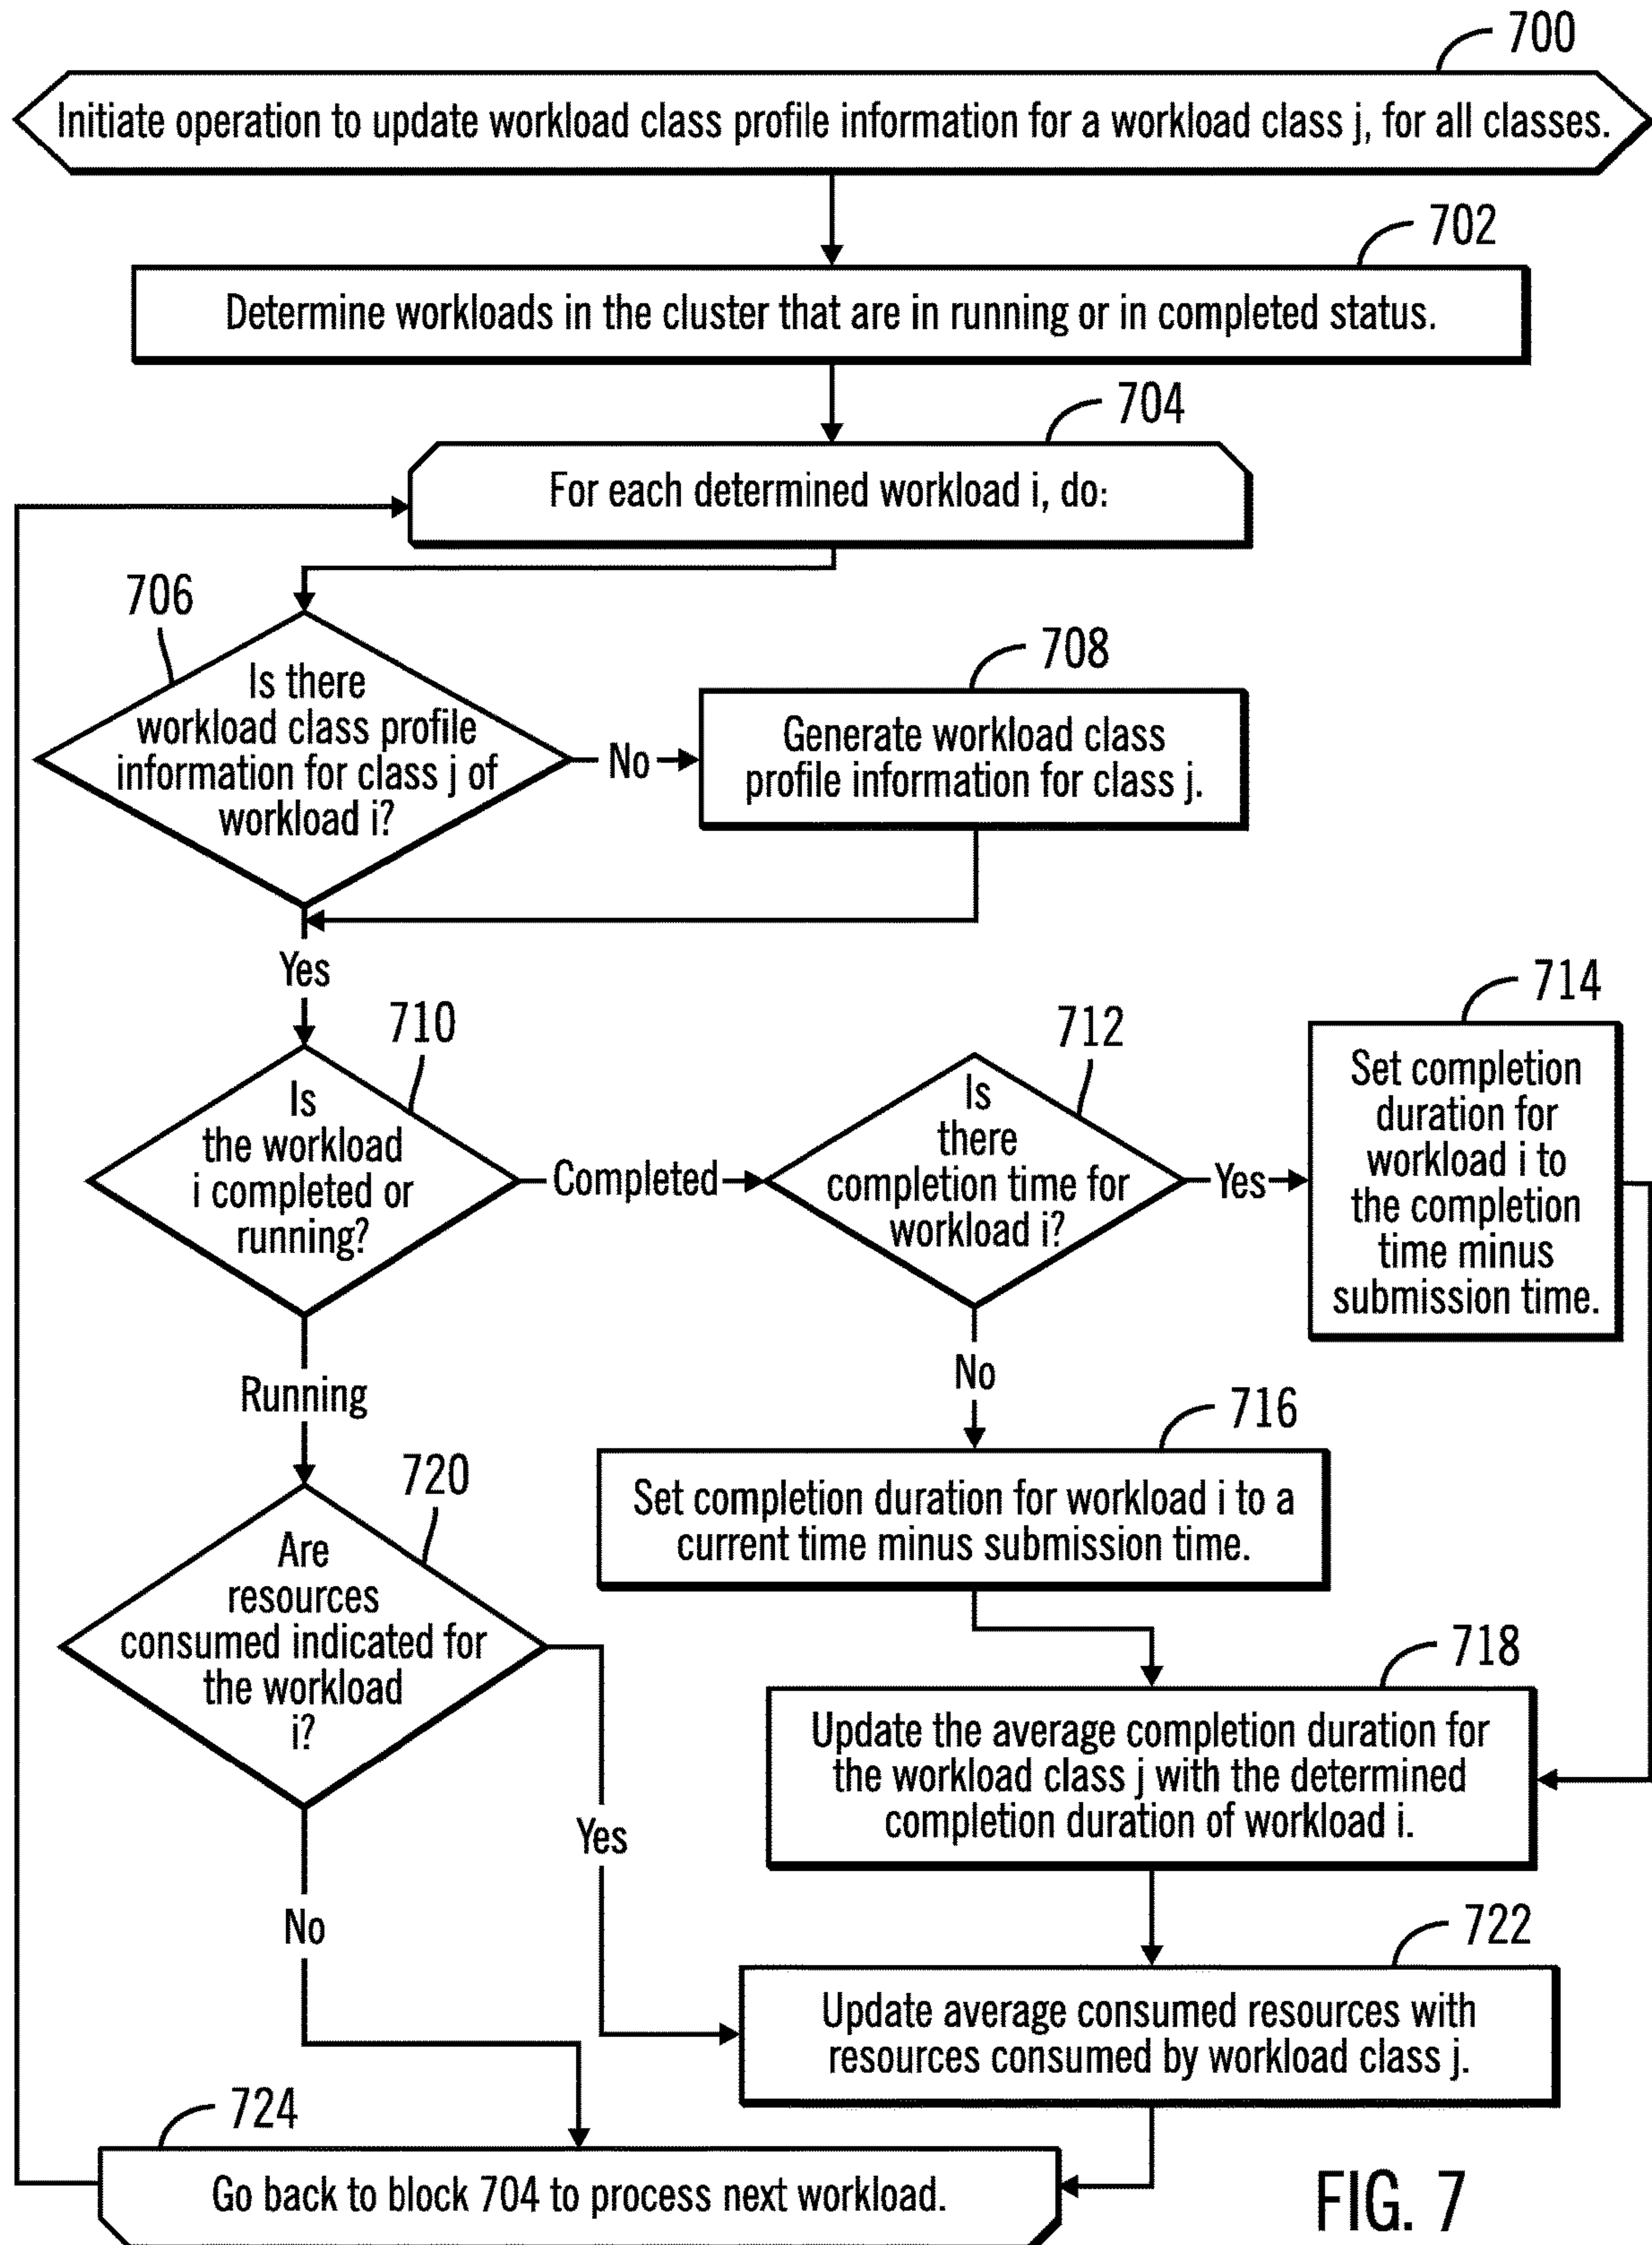 700
Initiate operation to update workload class profile information for a workload class j, for all classes.
702
Determine workloads in the cluster that are in running or in completed status.
704
For each determined workload i, do:
706
Is there
workload class profile
information for class j of
workload i?
No
708
Generate workload class
profile information for class j.
Yes
710
Is
the workload
i completed or
running?
Completed
712
Is
there
completion time for
workload i?
Yes
714
Set completion
duration for
workload i to
the completion
time minus
submission time.
No
716
Set completion duration for workload i to a
current time minus submission time.
718
Update the average completion duration for
the workload class j with the determined
completion duration of workload i.
Running
720
Are
resources
consumed indicated for
the workload
i?
Yes
No
722
Update average consumed resources with
resources consumed by workload class j.
724
Go back to block 704 to process next workload.
FIG. 7